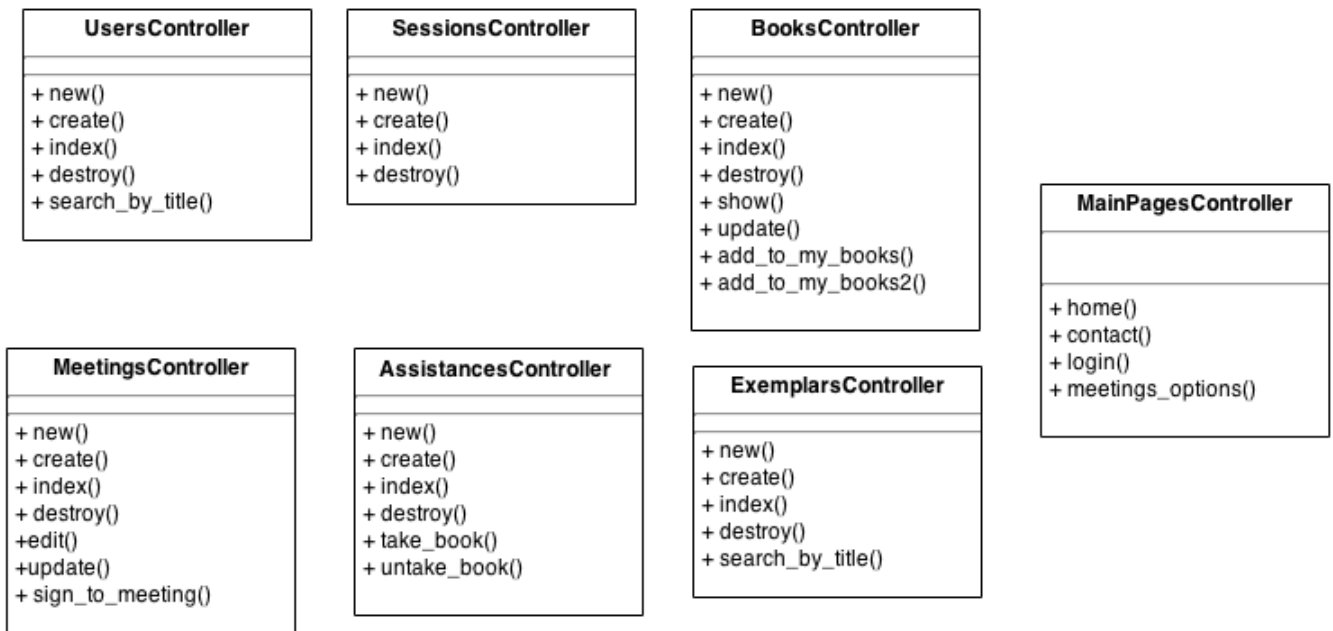 UsersController
+ new()
+ create()
+ index()
+ destroy()
+ search_by_title()
SessionsController
+ new()
+ create()
+ index()
+ destroy()
BooksController
+ new()
+ create()
+ index()
+ destroy()
+ show()
+ update()
+ add_to_my_books()
+ add_to_my_books2()
MainPagesController
+ home()
+ contact()
+ login()
+ meetings_options()
MeetingsController
+ new()
+ create()
+ index()
+ destroy()
+edit()
+update()
+ sign_to_meeting()
AssistancesController
+ new()
+ create()
+ index()
+ destroy()
+ take_book()
+ untake_book()
ExemplarsController
+ new()
+ create()
+ index()
+ destroy()
+ search_by_title()